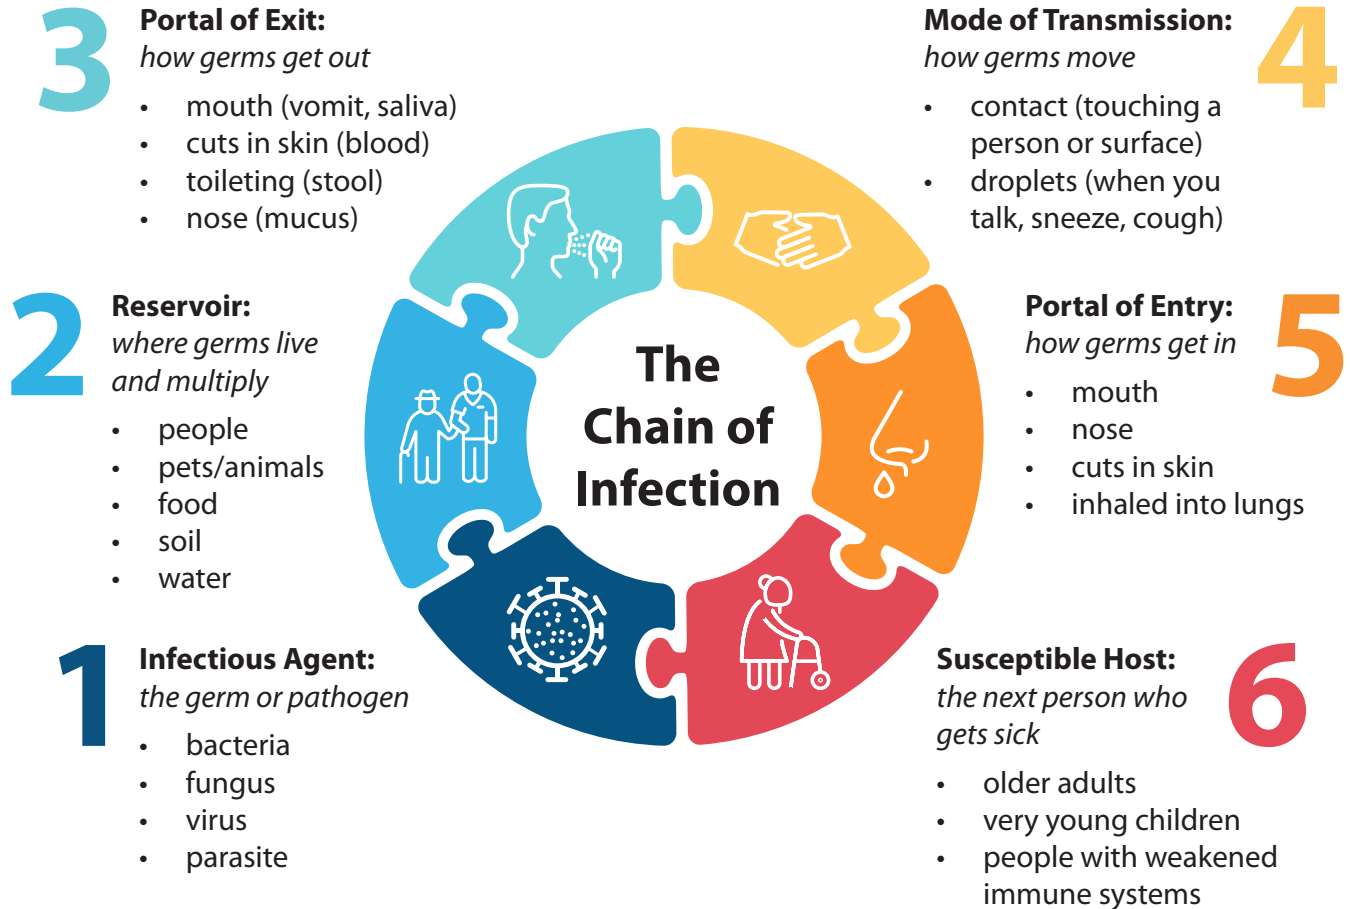 3
Portal of Exit:
how germs get out
• mouth (vomit, saliva)
• cuts in skin (blood)
• toileting (stool)
• nose (mucus)
4
Mode of Transmission:
how germs move
• contact (touching a
person or surface)
• droplets (when you
talk, sneeze, cough)
2
Reservoir:
where germs live
and multiply
• people
• pets/animals
• food
• soil
• water
The
Chain of
Infection
5
Portal of Entry:
how germs get in
• mouth
• nose
• cuts in skin
• inhaled into lungs
1
Infectious Agent:
the germ or pathogen
• bacteria
• fungus
• virus
• parasite
6
Susceptible Host:
the next person who
gets sick
• older adults
• very young children
• people with weakened
immune systems